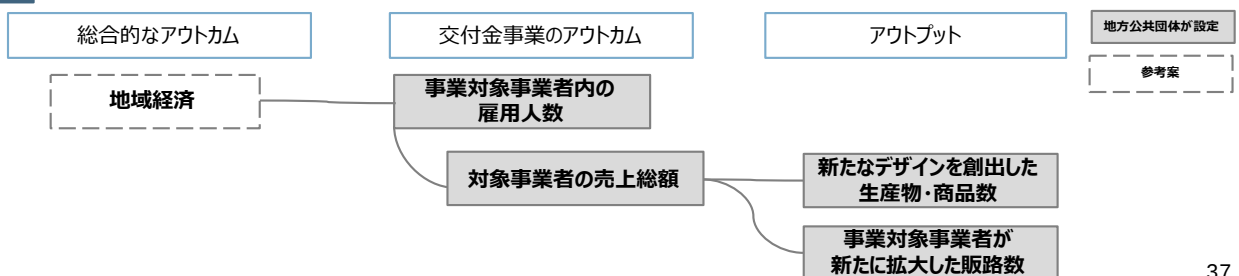 総合的なアウトカム
交付金事業のアウトカム
アウトプット
地方公共団体が設定
参考案
地域経済
事業対象事業者内の
雇用人数
対象事業者の売上総額
新たなデザインを創出した
生産物・商品数
事業対象事業者が
新たに拡大した販路数
37